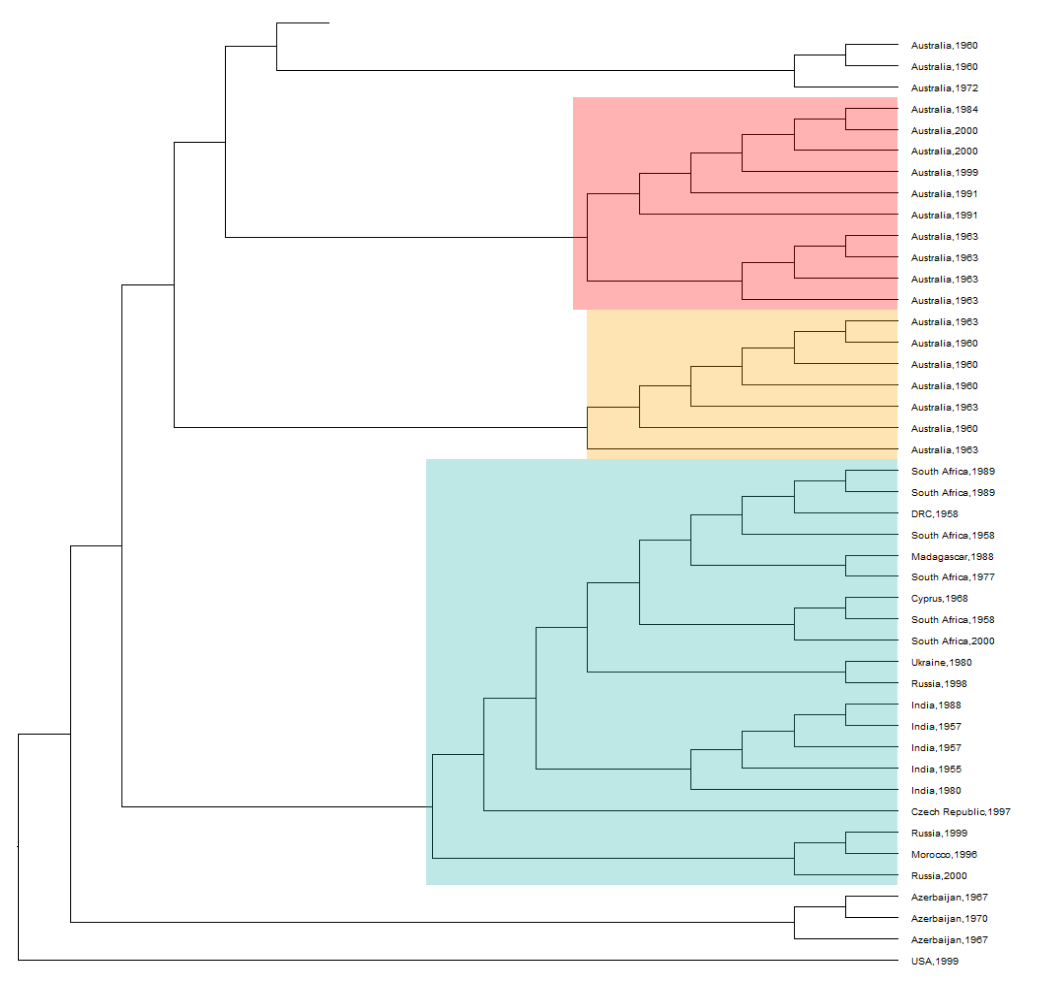 Australia,1960
Australia,1960
Australia,1972
Australia,1984
Australia,2000
Australia,2000
Australia,1999
Australia,1991
Australia,1991
Australia,1963
Australia,1963
Australia,1963
Australia,1963
Australia,1963
Australia,1960
Australia,1960
Australia,1960
Australia,1963
Australia,1960
Australia,1963
South Africa,1989
South Africa,1989
DRC,1958
South Africa,1958
Madagascar,1988
South Africa,1977
Cyprus,1968
South Africa,1958
South Africa,2000
Ukraine,1980
Russia,1998
India,1988
India,1957
India,1957
India,1955
India,1980
Czech Republic,1997
Russia,1999
Morocco,1996
Russia,2000
Azerbaijan,1967
Azerbaijan,1970
Azerbaijan,1967
USA,1999